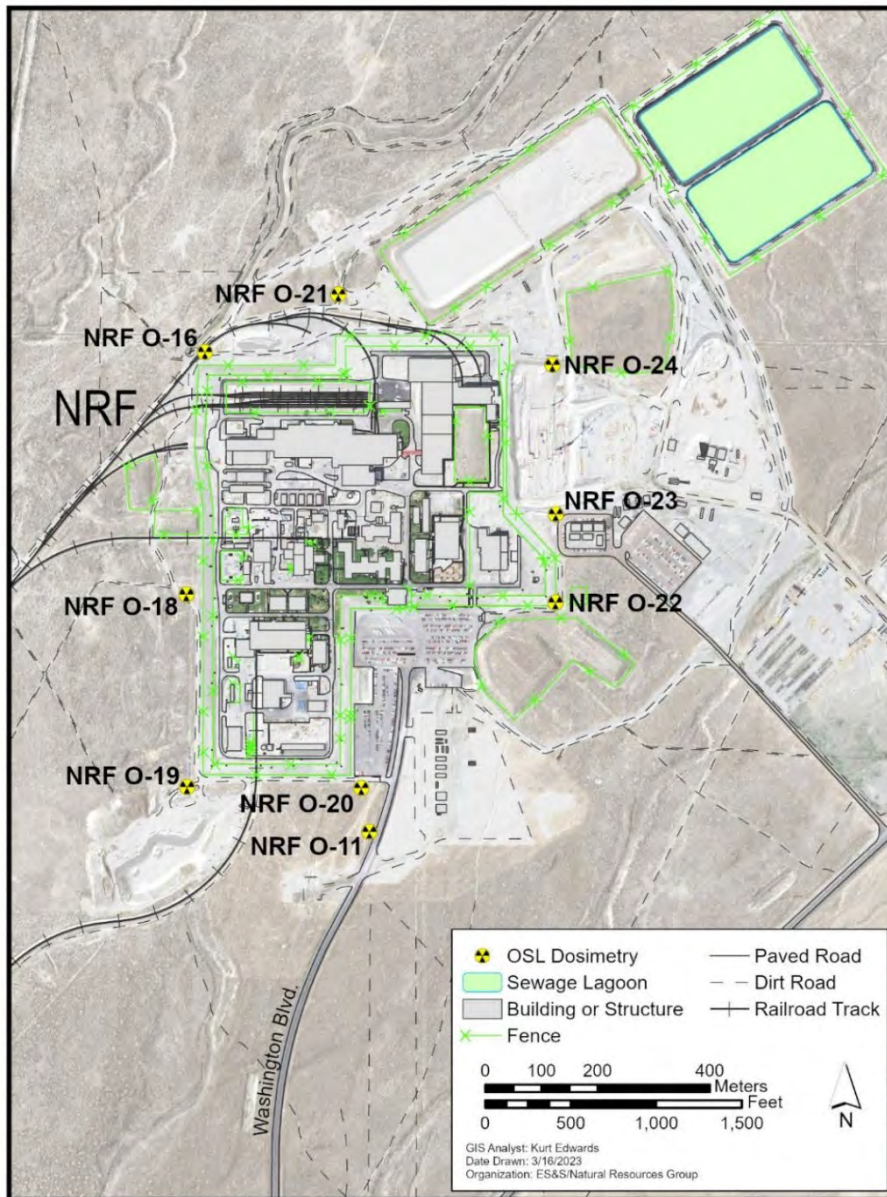 NRF O-21
NRF O-16
NRF O-24
NRF
NRF O-23
NRF O-18
NRF O-22
NRF O-19
NRF O-20
NRF O-11
Washington Blvd.
OSL Dosimetry
Sewage Lagoon
Building or Structure
Fence
Paved Road
Dirt Road
Railroad Track
0 100 200 400
Meters
Feet
0 500 1,000 1,500
N
GIS Analyst: Kurt Edwards
Date Drawn: 3/16/2023
Organization: ES&S/Natural Resources Group